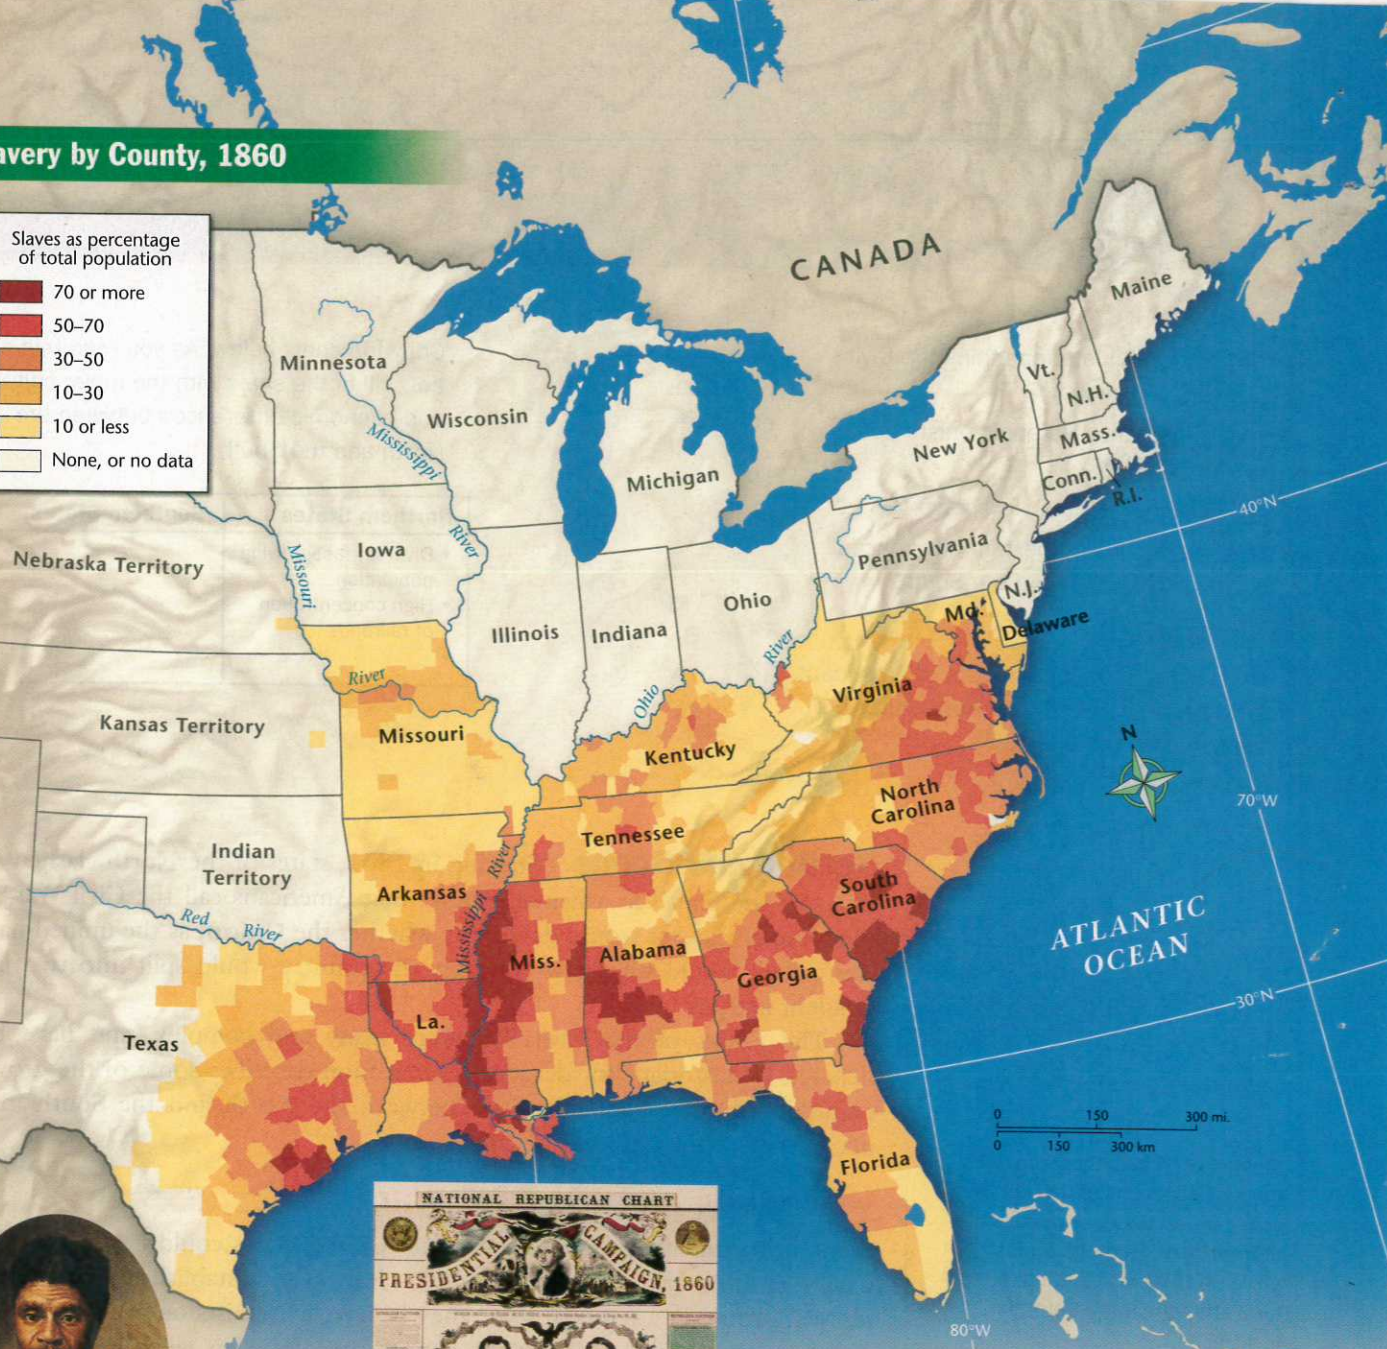 avery by County, 1860
Slaves as percentage
of total population
70 or more
50–70
30–50
10–30
10 or less
None, or no data
CANADA
Maine
Minnesota
Vt.
N.H.
Wisconsin
Mississippi
River
Michigan
New York
Mass.
Conn.
R.I.
40°N
Nebraska Territory
Missouri
River
Iowa
Pennsylvania
N.J.
Ohio
Illinois
Indiana
Md.
Delaware
Ohio
River
Virginia
Kansas Territory
Missouri
Kentucky
N
70°W
North
Carolina
Tennessee
Indian
Territory
Arkansas
Mississippi
River
South
Carolina
Red
River
ATLANTIC
OCEAN
Miss.
Alabama
Georgia
30°N
La.
Texas
0 150 300 mi.
0 150 300 km
Florida
80°W
NATIONAL REPUBLICAN CHART
PRESIDENTIAL CAMPAIGN, 1860